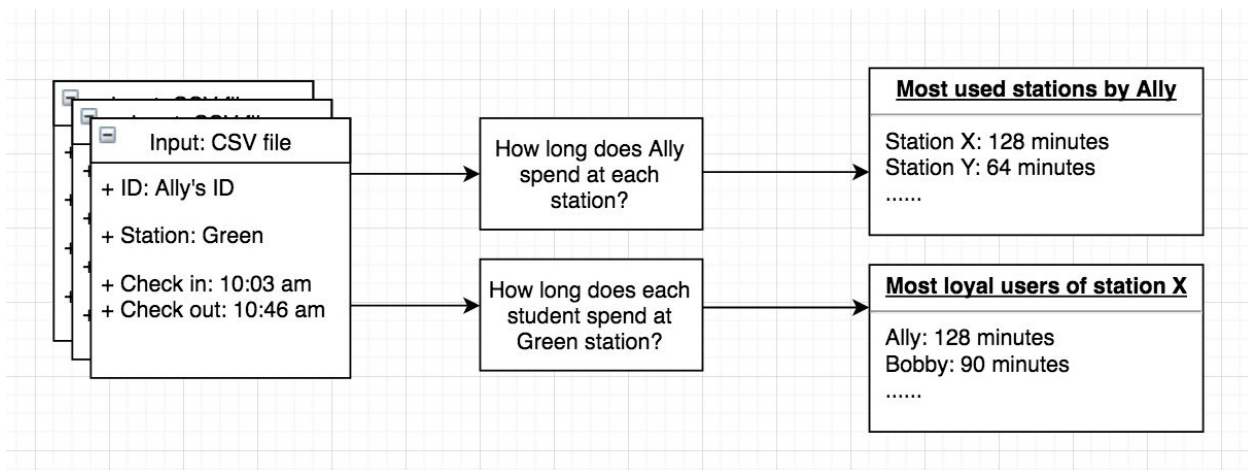 Input: CSV file
+ ID: Ally's ID
+ Station: Green
+ Check in: 10:03 am
+ Check out: 10:46 am
How long does Ally
spend at each
station?
Most used stations by Ally
Station X: 128 minutes
Station Y: 64 minutes
......
How long does each
student spend at
Green station?
Most loyal users of station X
Ally: 128 minutes
Bobby: 90 minutes
......